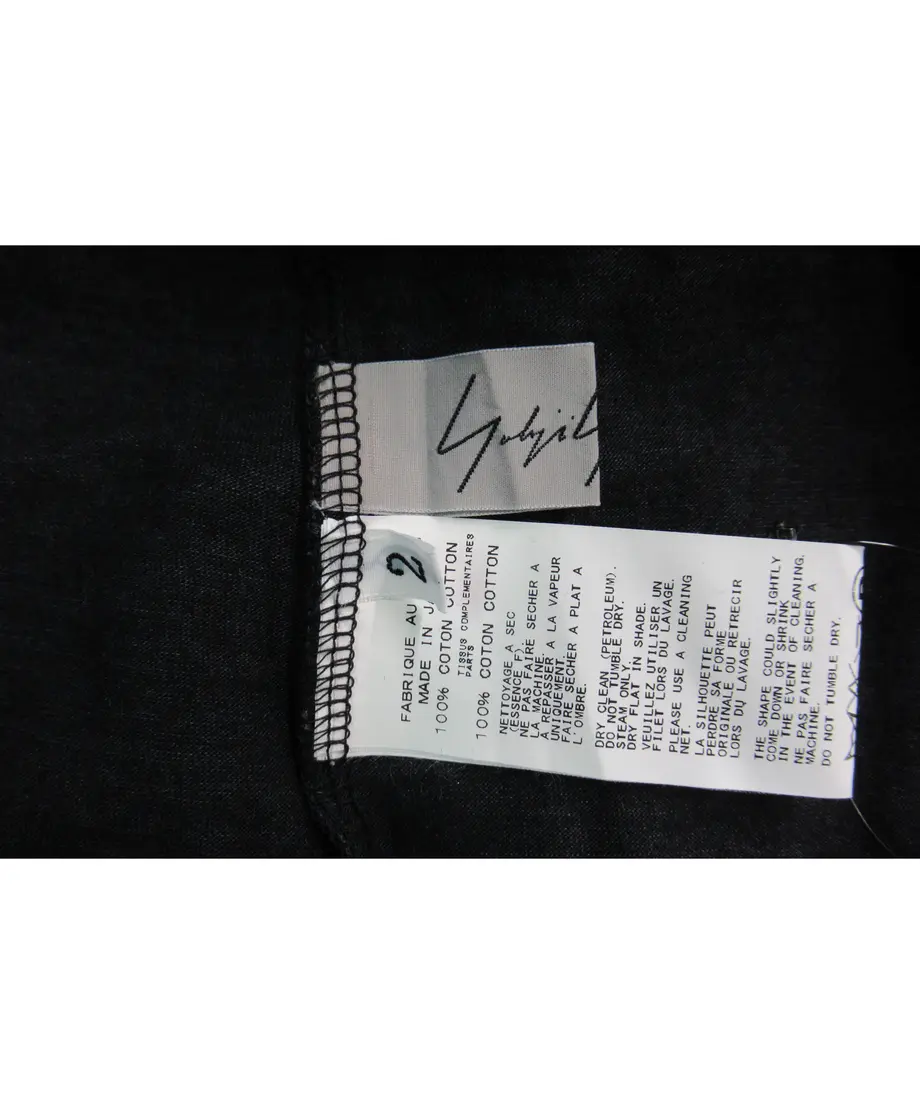 YohjiY
2
FABRIQUE AU
MADE IN JA
100% COTON COTTON
TISSUS COMPLEMENTAIRES
PARTS
100% COTON COTTON
NETTOYAGE A SEC
(ESSENCE F).
NE PAS FAIRE SECHER A
LA MACHINE.
A REPASSER A LA VAPEUR
UNIQUEMENT.
FAIRE SECHER A PLAT A
L'OMBRE.
DRY CLEAN (PETROLEUM).
DO NOT TUMBLE DRY.
STEAM ONLY.
DRY FLAT IN SHADE.
VEUILLEZ UTILISER UN
FILET LORS DU LAVAGE.
PLEASE USE A CLEANING
NET.
LA SILHOUETTE PEUT
PERDRE SA FORME
ORIGINALE OU RETRECIR
LORS DU LAVAGE.
THE SHAPE COULD SLIGHTLY
COME DOWN OR SHRINK
IN THE EVENT OF CLEANING.
NE PAS FAIRE SECHER A
MACHINE.
DO NOT TUMBLE DRY.